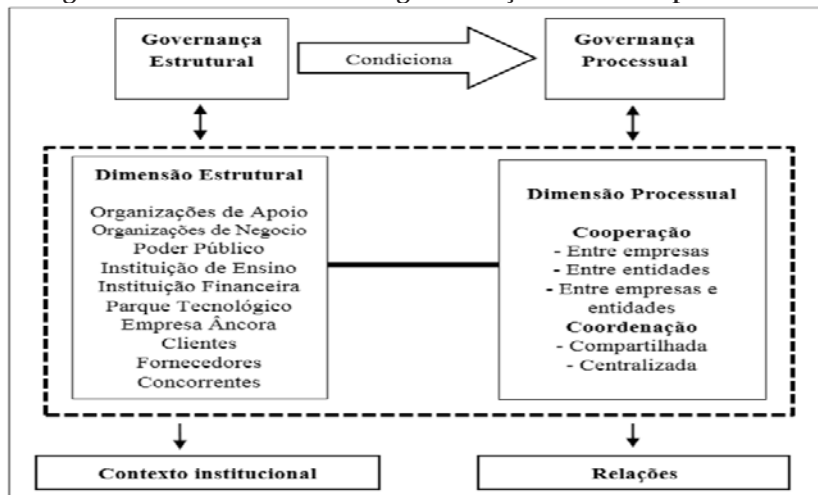 Governança
Estrutural
Condiciona
Governança
Processual
Dimensão Estrutural
Organizações de Apoio
Organizações de Negocio
Poder Público
Instituição de Ensino
Instituição Financeira
Parque Tecnológico
Empresa Âncora
Clientes
Fornecedores
Concorrentes
Dimensão Processual
Cooperação
- Entre empresas
- Entre entidades
- Entre empresas e
entidades
Coordenação
- Compartilhada
- Centralizada
Contexto institucional
Relações